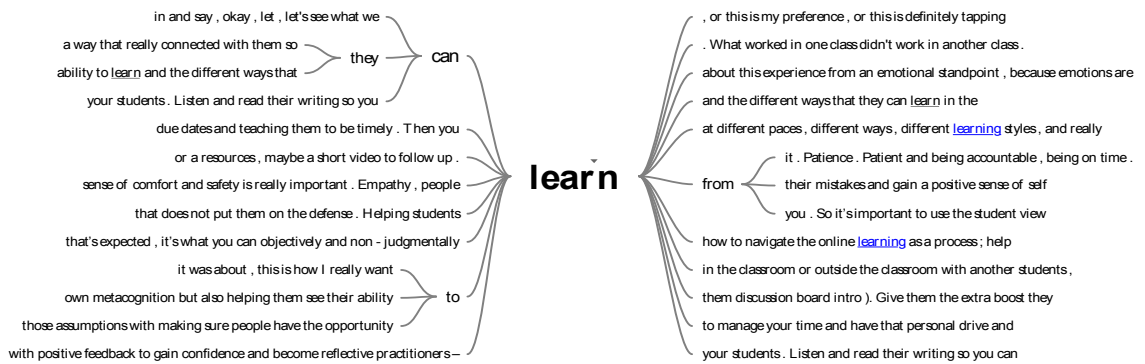 in and say , okay , let , let's see what we
a way that really connected with them so
they
can
ability to learn and the different ways that
your students . Listen and read their writing so you
due dates and teaching them to be timely . Then you
or a resources , maybe a short video to follow up .
sense of comfort and safety is really important . Empathy , people
that does not put them on the defense . Helping students
that's expected , it's what you can objectively and non - judgmentally
it was about , this is how I really want
own metacognition but also helping them see their ability
to
those assumptions with making sure people have the opportunity
with positive feedback to gain confidence and become reflective practitioners –
learn
, or this is my preference , or this is definitely tapping
. What worked in one class didn't work in another class .
about this experience from an emotional standpoint , because emotions are
and the different ways that they can learn in the
at different paces , different ways , different learning styles , and really
from
it . Patience . Patient and being accountable , being on time .
their mistakes and gain a positive sense of self
you . So it's important to use the student view
how to navigate the online learning as a process ; help
in the classroom or outside the classroom with another students ,
them discussion board intro ). Give them the extra boost they
to manage your time and have that personal drive and
your students . Listen and read their writing so you can